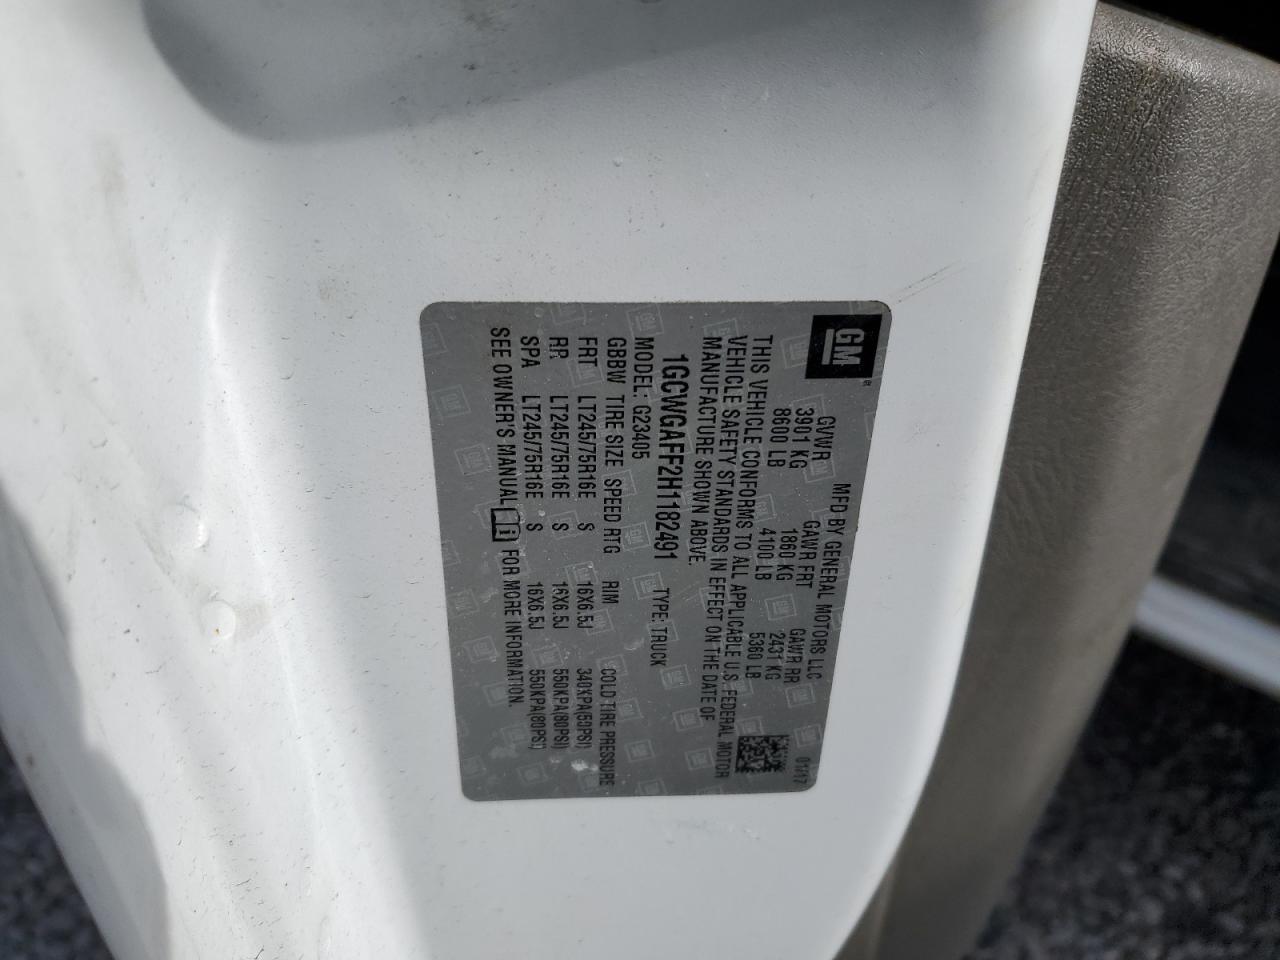 GM
MFD BY GENERAL MOTORS LLC 01/17
GVWR GAWR FRT GAWR RR
3901 KG 1860 KG 2431 KG
8600 LB 4100 LB 5360 LB
THIS VEHICLE CONFORMS TO ALL APPLICABLE U.S. FEDERAL MOTOR
VEHICLE SAFETY STANDARDS IN EFFECT ON THE DATE OF
MANUFACTURE SHOWN ABOVE.
1GCWGAFF2H1182491 TYPE: TRUCK
MODEL: G23405
GBBW TIRE SIZE SPEED RTG RIM COLD TIRE PRESSURE
FRT LT245/75R16E S 16X6.5J 340KPA(50PSI)
RR LT245/75R16E S 16X6.5J 550KPA(80PSI)
SPA LT245/75R16E S 16X6.5J 550KPA(80PSI)
SEE OWNER'S MANUAL i FOR MORE INFORMATION.